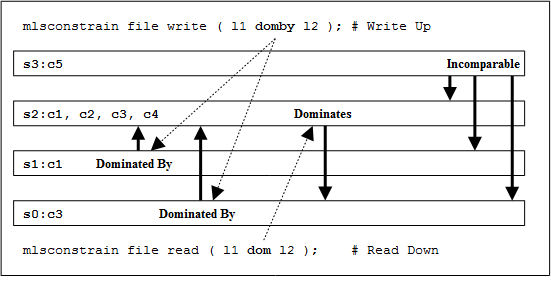 mlsconstrain file write ( l1 domby l2 ); # Write Up
s3:c5 Incomparable
s2:c1, c2, c3, c4 Dominates
s1:c1 Dominated By
s0:c3 Dominated By
mlsconstrain file read ( l1 dom l2 ); # Read Down